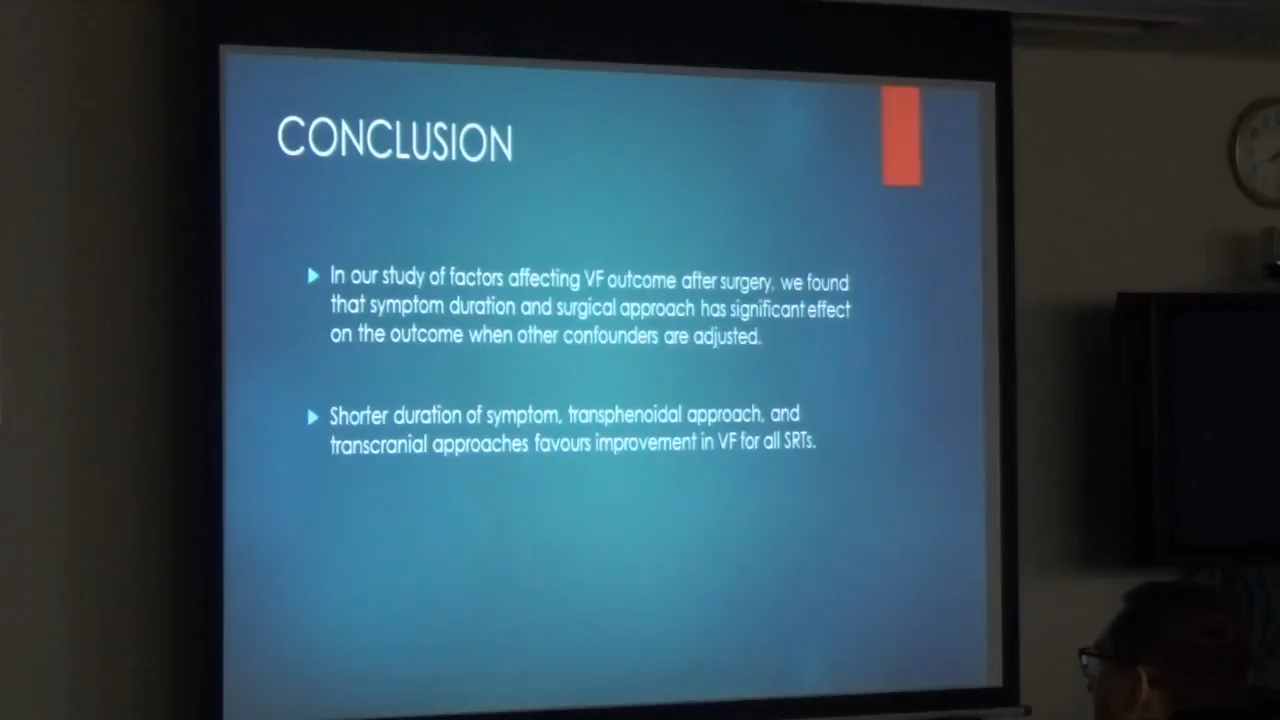 CONCLUSION
In our study of factors affecting VF outcome after surgery, we found
that symptom duration and surgical approach has significant effect
on the outcome when other confounders are adjusted.
Shorter duration of symptom, transphenoidal approach, and
transcranial approaches favours improvement in VF for all SRTs.